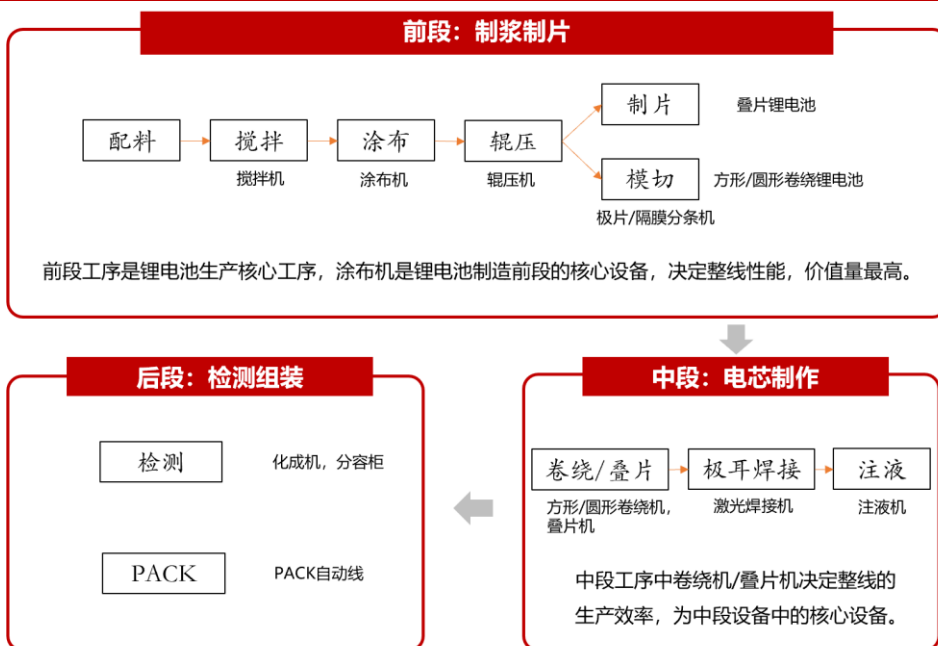 前段：制浆制片
制片
叠片锂电池
配料
搅拌
涂布
辊压
搅拌机
涂布机
辊压机
模切
方形/圆形卷绕锂电池
极片/隔膜分条机
前段工序是锂电池生产核心工序，涂布机是锂电池制造前段的核心设备，决定整线性能，价值量最高。
后段：检测组装
检测
化成机，分容柜
PACK
PACK自动线
中段：电芯制作
卷绕/叠片
极耳焊接
注液
方形/圆形卷绕机，
叠片机
激光焊接机
注液机
中段工序中卷绕机/叠片机决定整线的
生产效率，为中段设备中的核心设备。